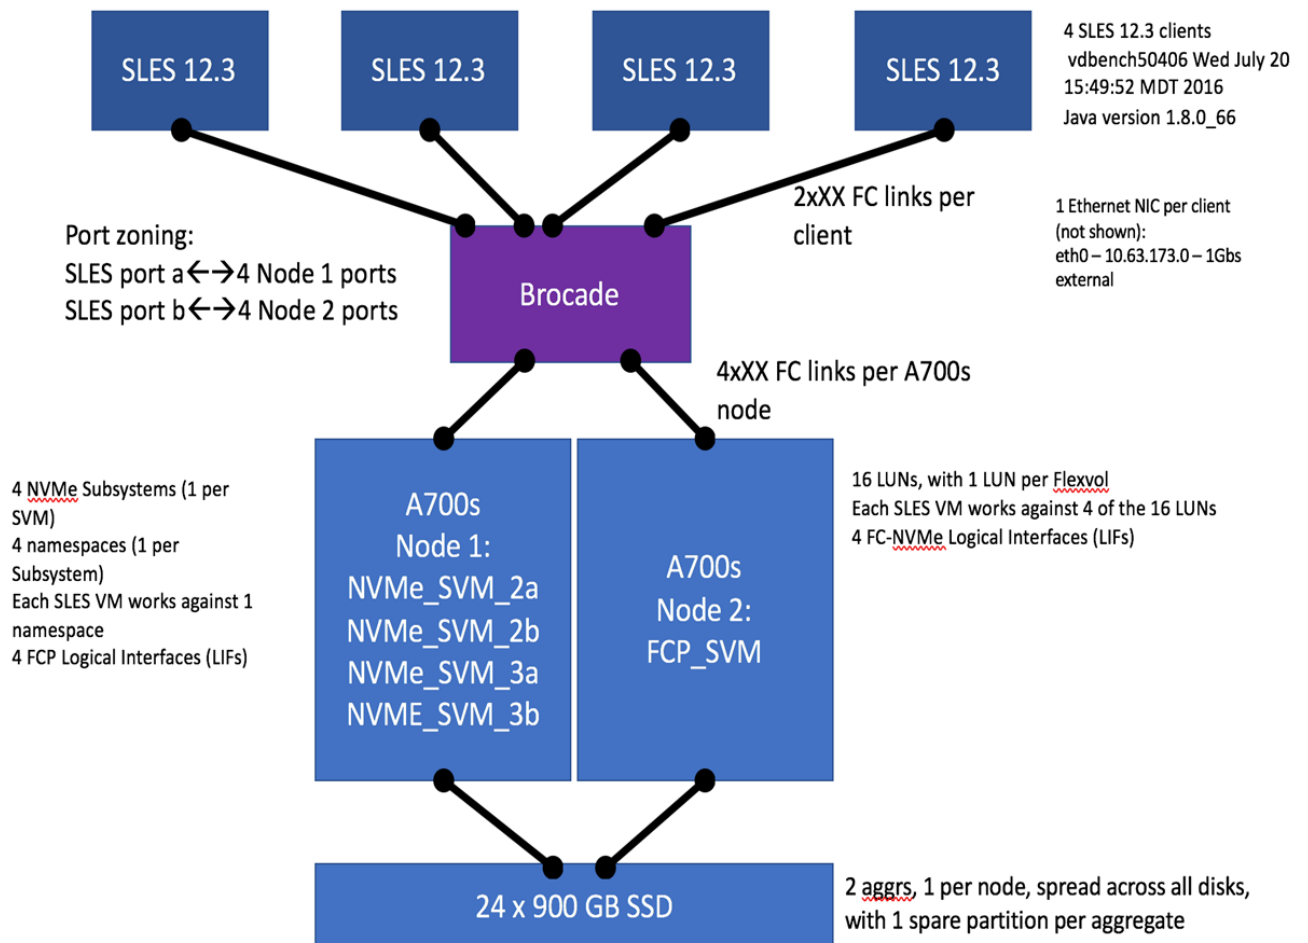 SLES 12.3
SLES 12.3
SLES 12.3
SLES 12.3
4 SLES 12.3 clients
vdbench50406 Wed July 20
15:49:52 MDT 2016
Java version 1.8.0_66
2xXX FC links per
client
1 Ethernet NIC per client
(not shown):
eth0 – 10.63.173.0 – 1Gbs
external
Port zoning:
SLES port a←→4 Node 1 ports
SLES port b←→4 Node 2 ports
Brocade
4xXX FC links per A700s
node
4 NVMe Subsystems (1 per
SVM)
4 namespaces (1 per
Subsystem)
Each SLES VM works against 1
namespace
4 FCP Logical Interfaces (LIFs)
A700s
Node 1:
NVMe_SVM_2a
NVMe_SVM_2b
NVMe_SVM_3a
NVME_SVM_3b
A700s
Node 2:
FCP_SVM
16 LUNs, with 1 LUN per Flexvol
Each SLES VM works against 4 of the 16 LUNs
4 FC-NVMe Logical Interfaces (LIFs)
24 x 900 GB SSD
2 aggrs, 1 per node, spread across all disks,
with 1 spare partition per aggregate